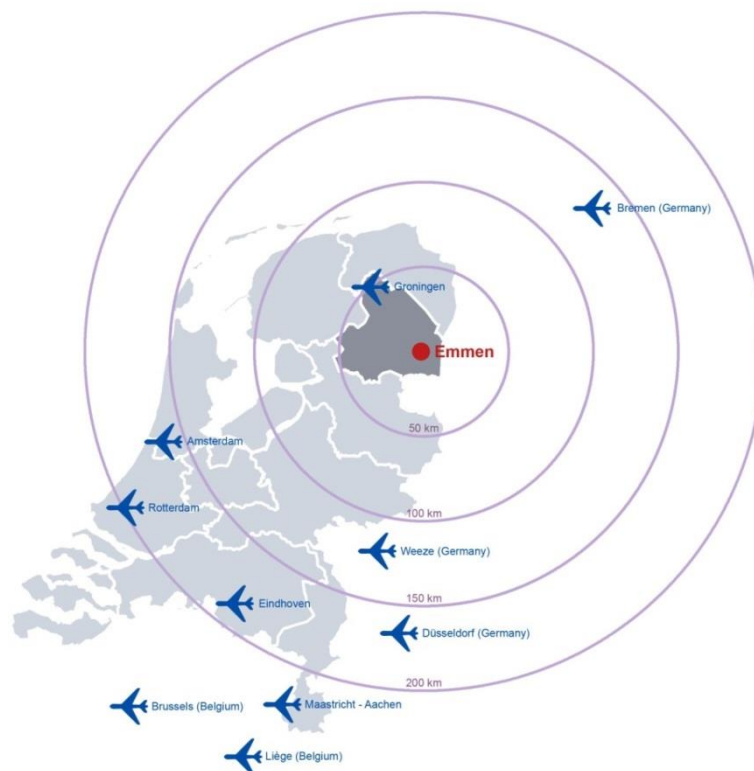 Bremen (Germany)
Groningen
Emmen
50 km
Amsterdam
Rotterdam
100 km
Weeze (Germany)
150 km
Eindhoven
Düsseldorf (Germany)
200 km
Brussels (Belgium)
Maastricht - Aachen
Liège (Belgium)